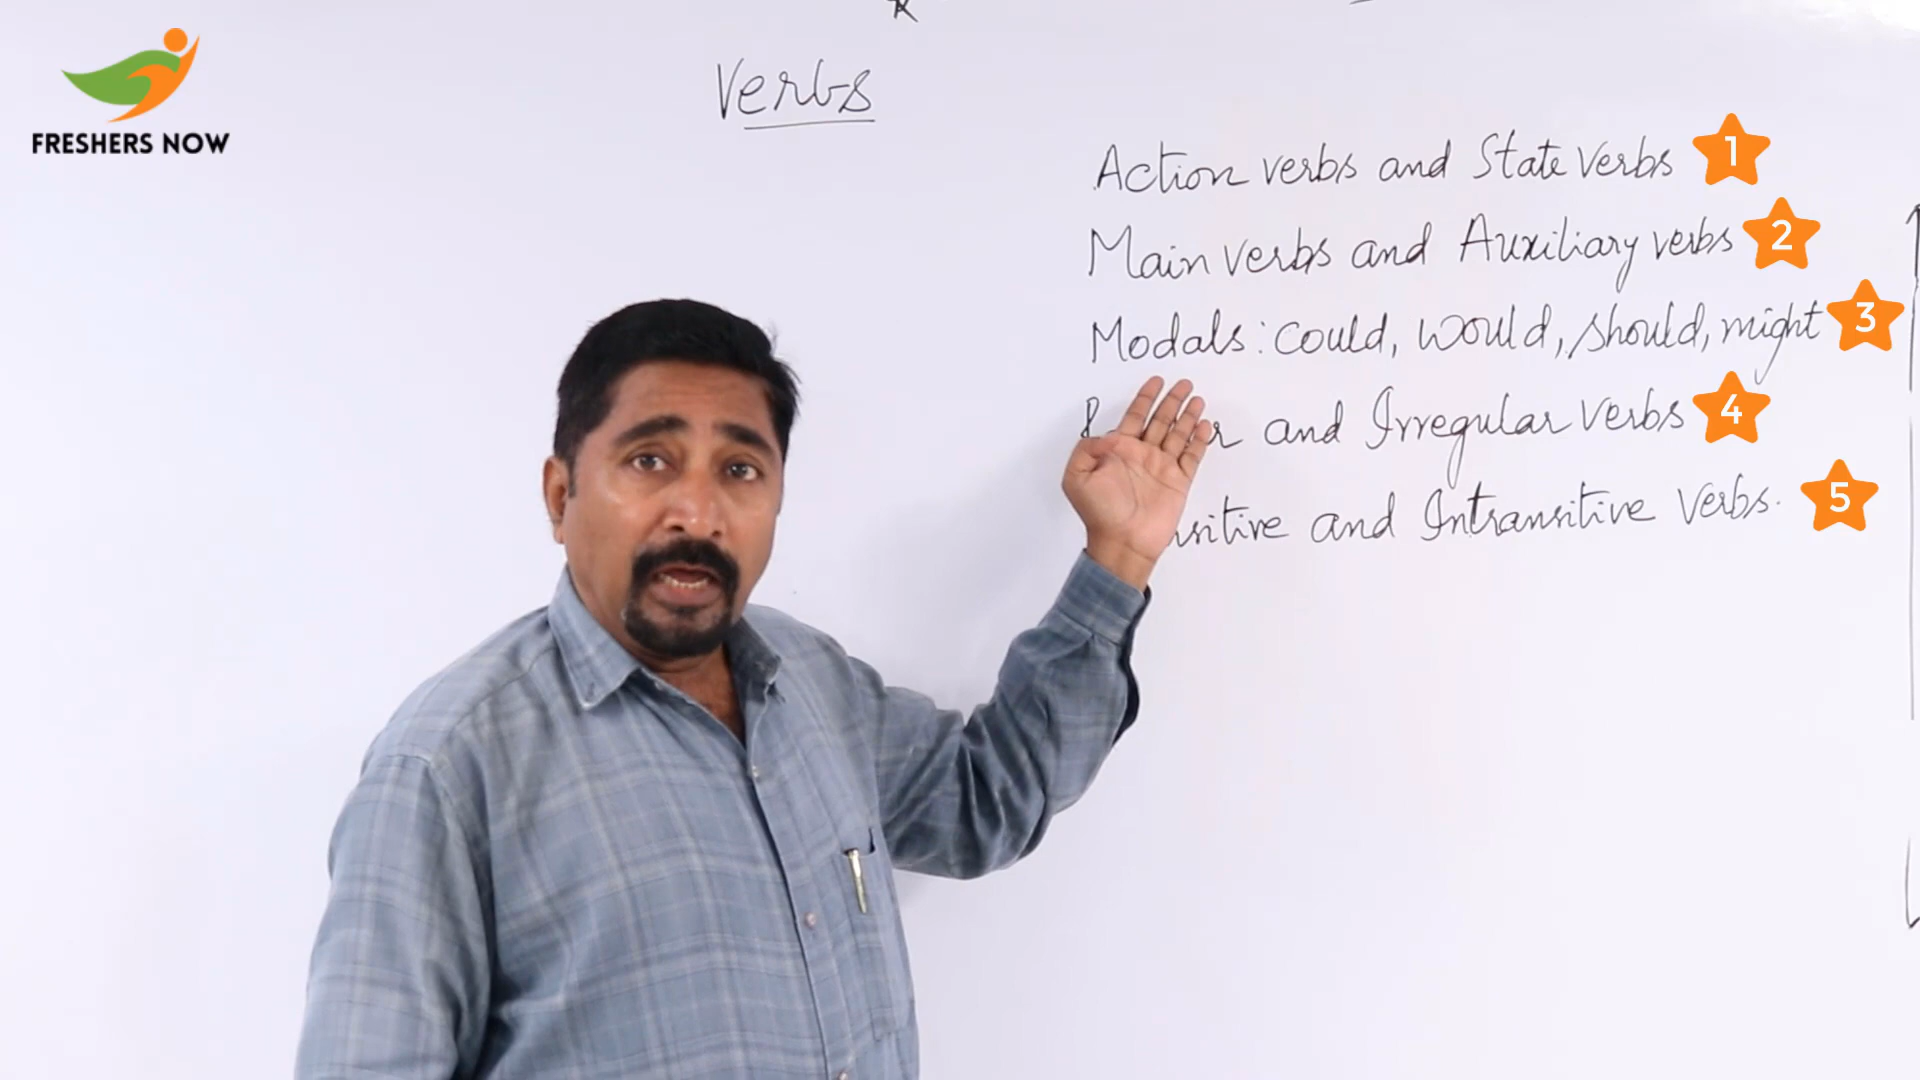 FRESHERS NOW
Verbs
Action verbs and State Verbs 1
Main verbs and Auxiliary verbs 2
Modals: could, would, should, might 3
and Irregular Verbs 4
and Intransitive Verbs. 5